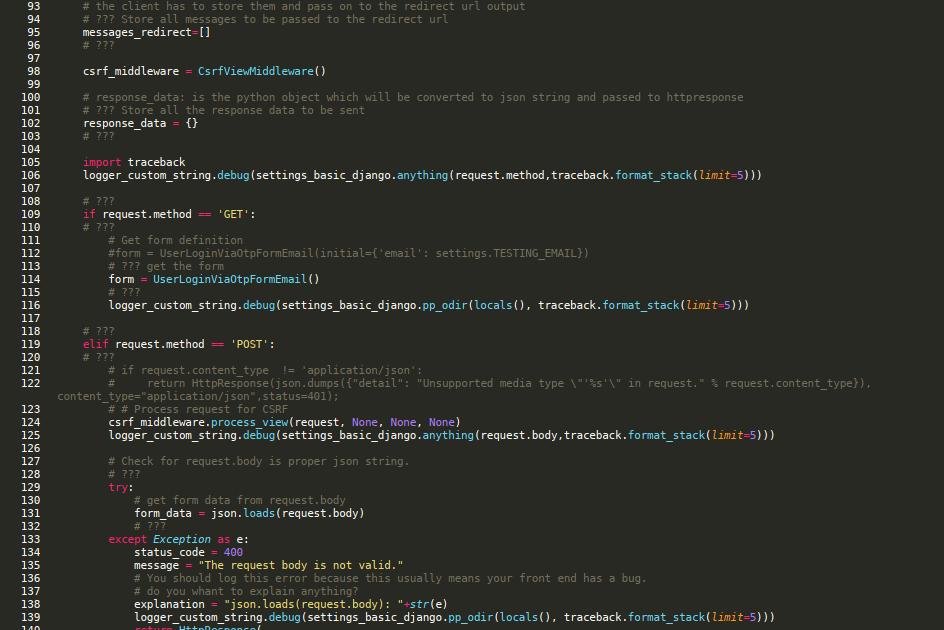 93 # the client has to store them and pass on to the redirect url output
94 # ??? Store all messages to be passed to the redirect url
95 messages_redirect=[]
96 # ???
97
98 csrf_middleware = CsrfViewMiddleware()
99
100 # response_data: is the python object which will be converted to json string and passed to httpresponse
101 # ??? Store all the response data to be sent
102 response_data = {}
103 # ???
104
105 import traceback
106 logger_custom_string.debug(settings_basic_django.anything(request.method,traceback.format_stack(limit=5)))
107
108 # ???
109 if request.method == 'GET':
110 # ???
111 # Get form definition
112 #form = UserLoginViaOtpFormEmail(initial={'email': settings.TESTING_EMAIL})
113 # ??? get the form
114 form = UserLoginViaOtpFormEmail()
115 # ???
116 logger_custom_string.debug(settings_basic_django.pp_odir(locals(), traceback.format_stack(limit=5)))
117
118 # ???
119 elif request.method == 'POST':
120 # ???
121 # if request.content_type  != 'application/json':
122 #     return HttpResponse(json.dumps({"detail": "Unsupported media type \"'%s'\" in request." % request.content_type}),
content_type="application/json",status=401);
123 # # Process request for CSRF
124 csrf_middleware.process_view(request, None, None, None)
125 logger_custom_string.debug(settings_basic_django.anything(request.body,traceback.format_stack(limit=5)))
126
127 # Check for request.body is proper json string.
128 # ???
129 try:
130 # get form data from request.body
131 form_data = json.loads(request.body)
132 # ???
133 except Exception as e:
134 status_code = 400
135 message = "The request body is not valid."
136 # You should log this error because this usually means your front end has a bug.
137 # do you want to explain anything?
138 explanation = "json.loads(request.body): "+str(e)
139 logger_custom_string.debug(settings_basic_django.pp_odir(locals(), traceback.format_stack(limit=5)))
140 return HttpResponse(